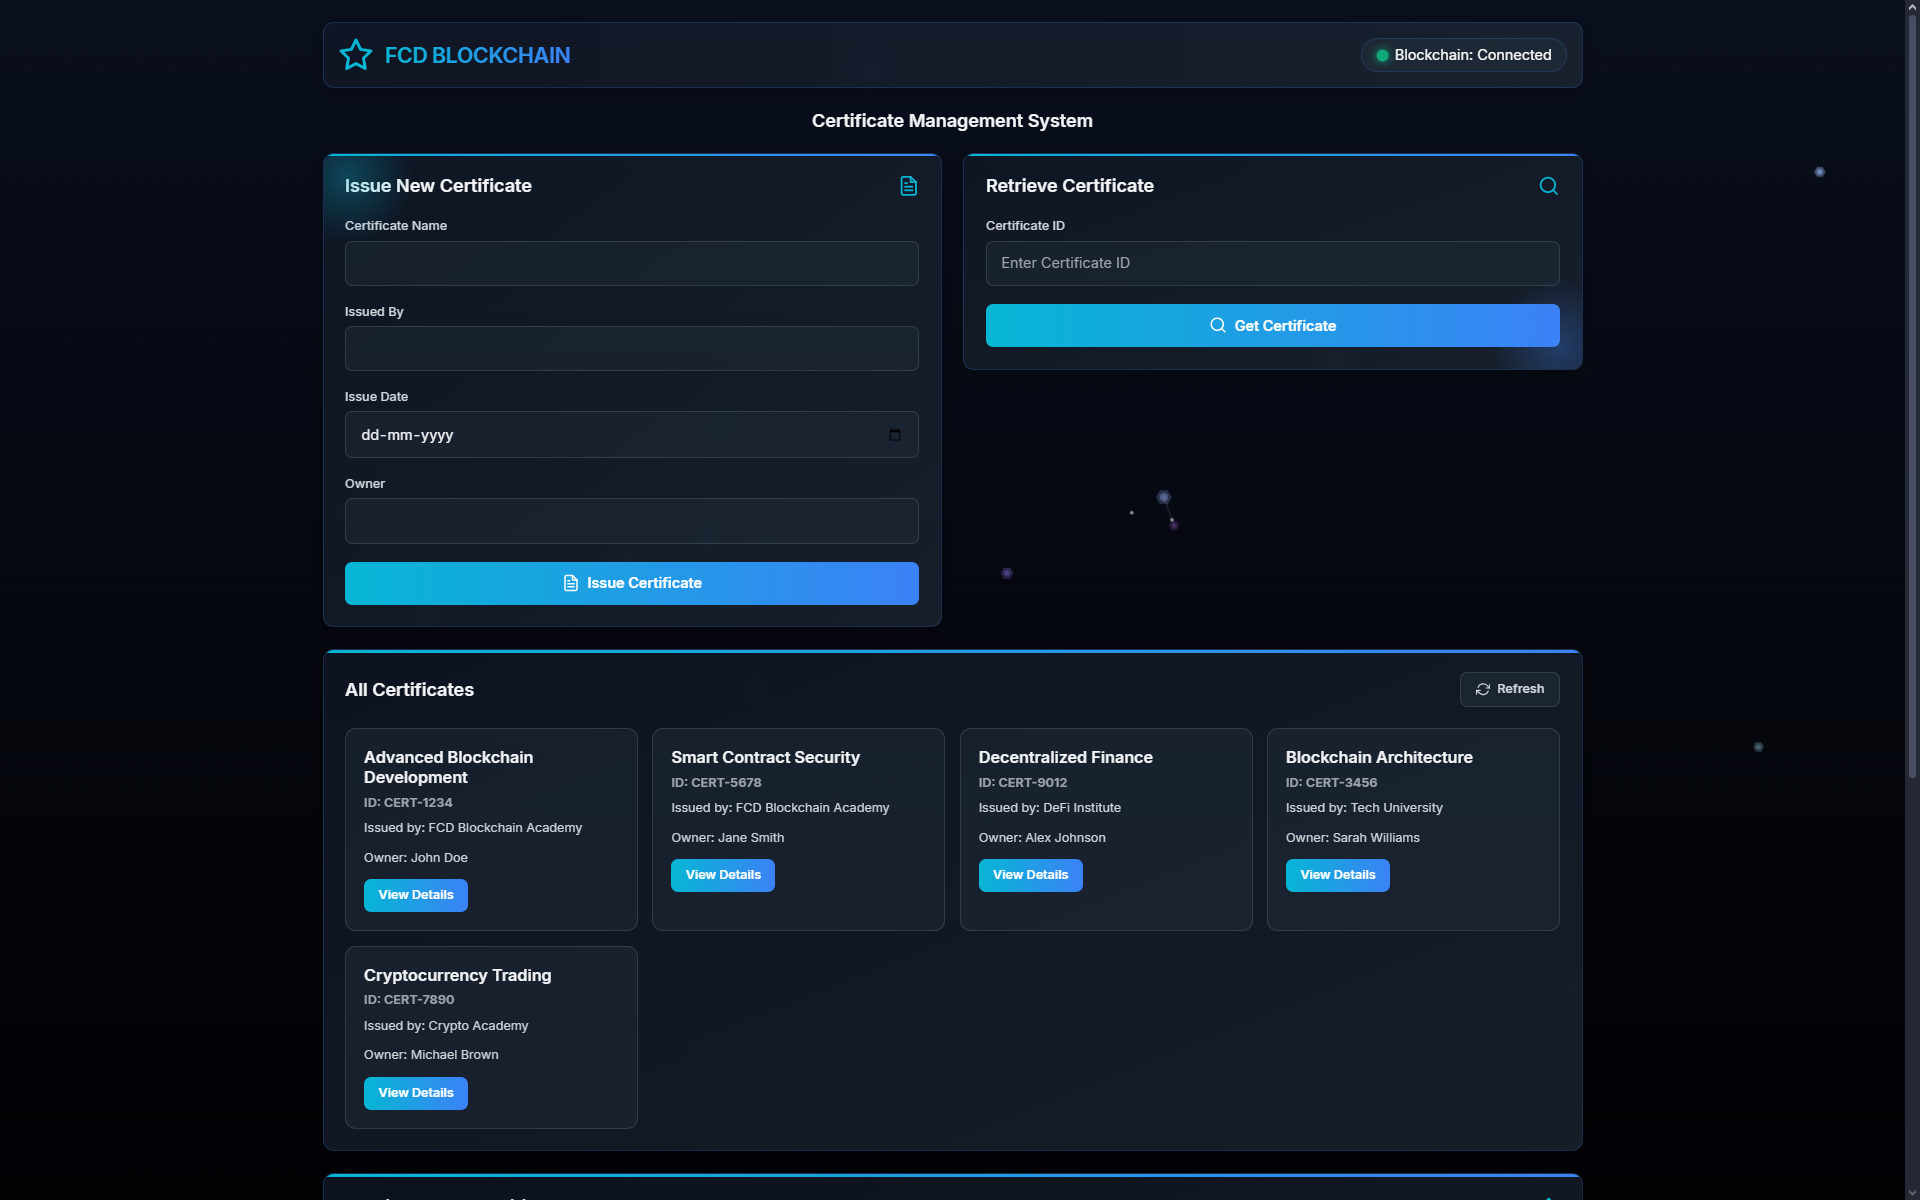 FCD BLOCKCHAIN
Blockchain: Connected
Certificate Management System
Issue New Certificate
Certificate Name
Issued By
Issue Date
dd-mm-yyyy
Owner
Issue Certificate
Retrieve Certificate
Certificate ID
Enter Certificate ID
Get Certificate
All Certificates
Refresh
Advanced Blockchain
Development
ID: CERT-1234
Issued by: FCD Blockchain Academy
Owner: John Doe
View Details
Smart Contract Security
ID: CERT-5678
Issued by: FCD Blockchain Academy
Owner: Jane Smith
View Details
Decentralized Finance
ID: CERT-9012
Issued by: DeFi Institute
Owner: Alex Johnson
View Details
Blockchain Architecture
ID: CERT-3456
Issued by: Tech University
Owner: Sarah Williams
View Details
Cryptocurrency Trading
ID: CERT-7890
Issued by: Crypto Academy
Owner: Michael Brown
View Details